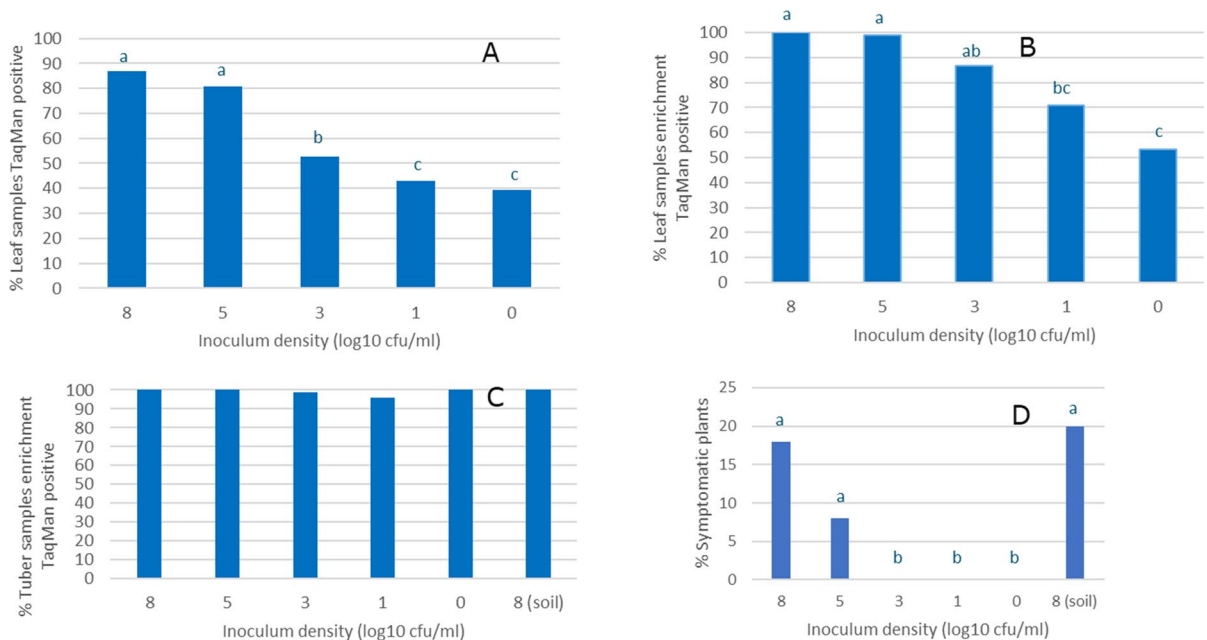 A
% Leaf samples TaqMan positive
100
90
80
70
60
50
40
30
20
10
0
a
a
b
c
c
8 5 3 1 0
Inoculum density (log10 cfu/ml)
B
% Leaf samples enrichment
TaqMan positive
100
90
80
70
60
50
40
30
20
10
0
a
a
ab
bc
c
8 5 3 1 0
Inoculum density (log10 cfu/ml)
C
% Tuber samples enrichment
TaqMan positive
100
90
80
70
60
50
40
30
20
10
0
8 5 3 1 0 8 (soil)
Inoculum density (log10 cfu/ml)
D
% Symptomatic plants
25
20
15
10
5
0
a
a
b
b
b
a
8 5 3 1 0 8 (soil)
Inoculum density (log10 cfu/ml)